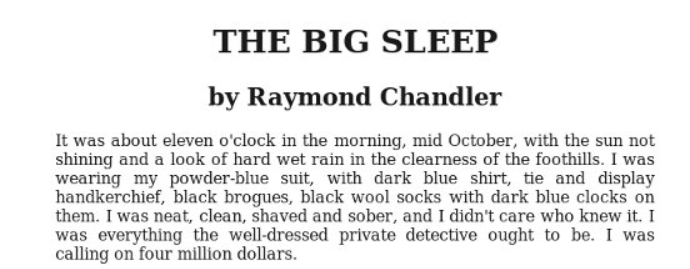 THE BIG SLEEP
by Raymond Chandler
It was about eleven o'clock in the morning, mid October, with the sun not
shining and a look of hard wet rain in the clearness of the foothills. I was
wearing my powder-blue suit, with dark blue shirt, tie and display
handkerchief, black brogues, black wool socks with dark blue clocks on
them. I was neat, clean, shaved and sober, and I didn't care who knew it. I
was everything the well-dressed private detective ought to be. I was
calling on four million dollars.